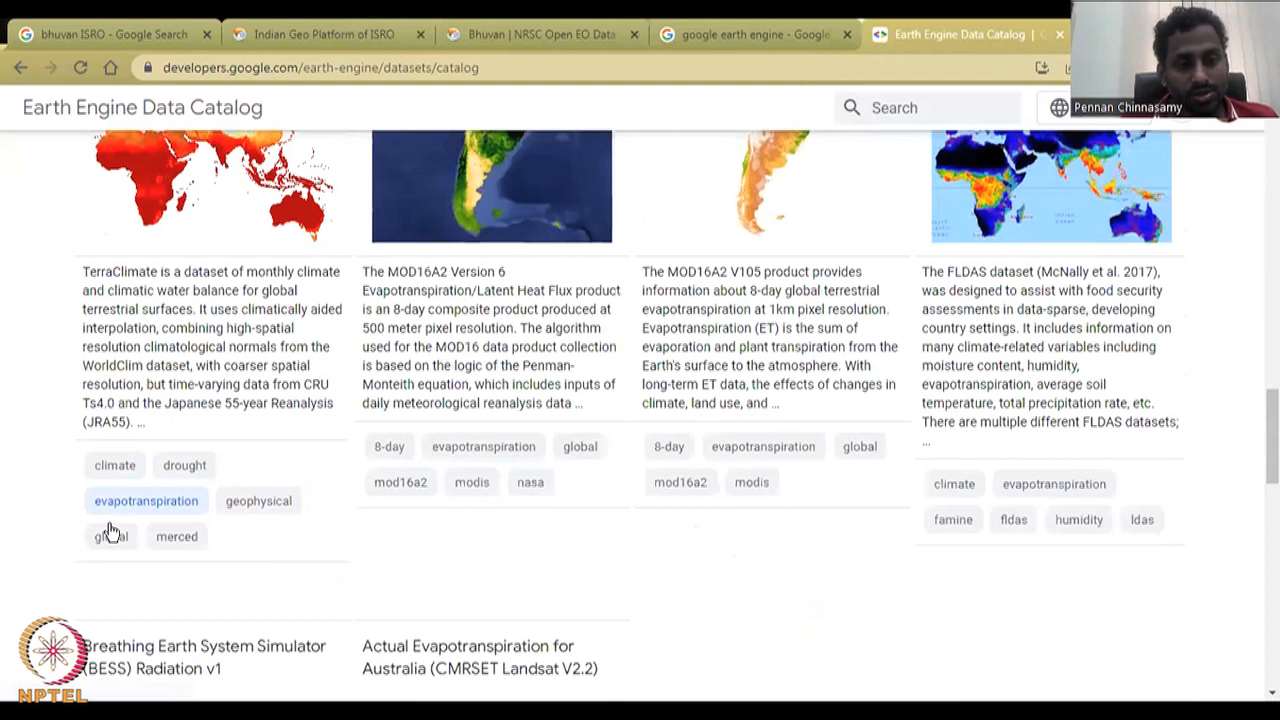 bhuvan ISRO - Google Search
Indian Geo Platform of ISRO
Bhuvan | NRSC Open EO Data
google earth engine - Google
Earth Engine Data Catalog |
developers.google.com/earth-engine/datasets/catalog
Pennan Chinnasamy
Earth Engine Data Catalog
Search
TerraClimate is a dataset of monthly climate
and climatic water balance for global
terrestrial surfaces. It uses climatically aided
interpolation, combining high-spatial
resolution climatological normals from the
WorldClim dataset, with coarser spatial
resolution, but time-varying data from CRU
Ts4.0 and the Japanese 55-year Reanalysis
(JRA55). ...
climate drought
evapotranspiration geophysical
merced
The MOD16A2 Version 6
Evapotranspiration/Latent Heat Flux product
is an 8-day composite product produced at
500 meter pixel resolution. The algorithm
used for the MOD16 data product collection
is based on the logic of the Penman-
Monteith equation, which includes inputs of
daily meteorological reanalysis data ...
8-day evapotranspiration global
mod16a2 modis nasa
The MOD16A2 V105 product provides
information about 8-day global terrestrial
evapotranspiration at 1km pixel resolution.
Evapotranspiration (ET) is the sum of
evaporation and plant transpiration from the
Earth's surface to the atmosphere. With
long-term ET data, the effects of changes in
climate, land use, and ...
8-day evapotranspiration global
mod16a2 modis
The FLDAS dataset (McNally et al. 2017),
was designed to assist with food security
assessments in data-sparse, developing
country settings. It includes information on
many climate-related variables including
moisture content, humidity,
evapotranspiration, average soil
temperature, total precipitation rate, etc.
There are multiple different FLDAS datasets;
...
climate evapotranspiration
famine fldas humidity ldas
Breathing Earth System Simulator
(BESS) Radiation v1
Actual Evapotranspiration for
Australia (CMRSET Landsat V2.2)
NPTEL